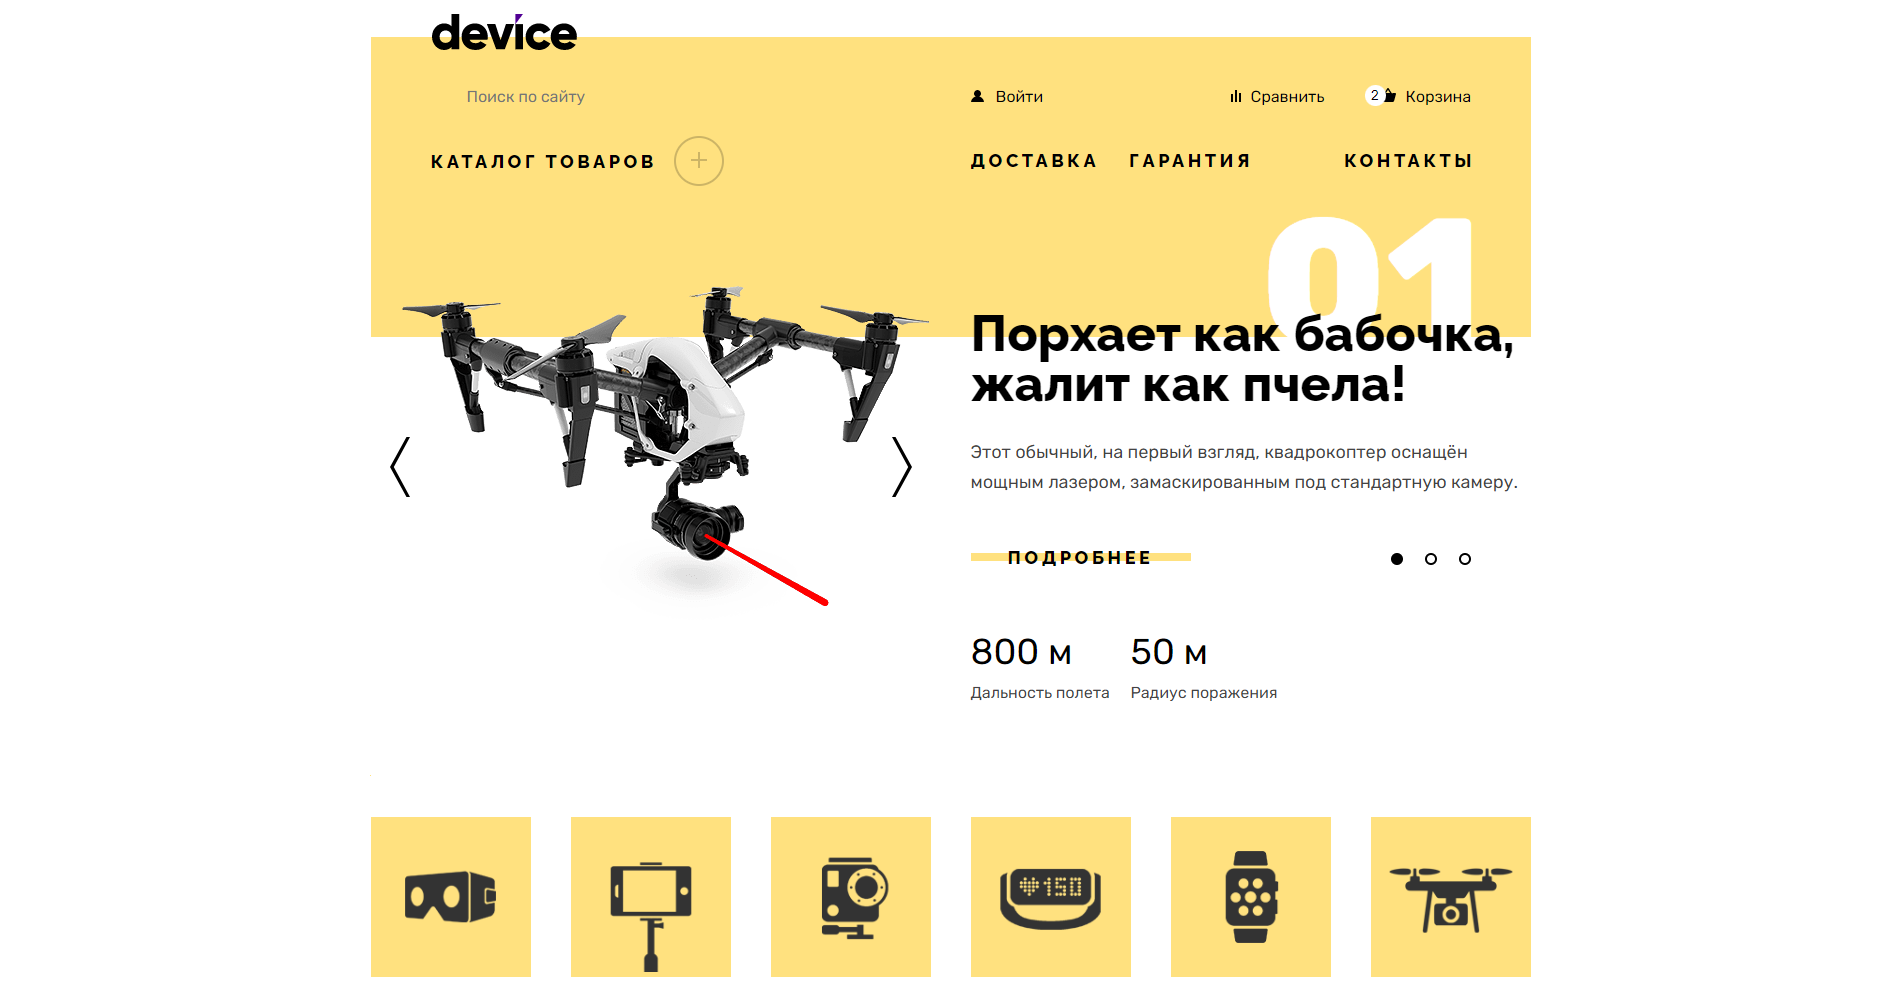 device
Поиск по сайту
Войти
Сравнить
2 Корзина
КАТАЛОГ ТОВАРОВ
ДОСТАВКА
ГАРАНТИЯ
КОНТАКТЫ
01
Порхает как бабочка,
жалит как пчела!
Этот обычный, на первый взгляд, квадрокоптер оснащён
мощным лазером, замаскированным под стандартную камеру.
ПОДРОБНЕЕ
800 м
50 м
Дальность полета
Радиус поражения
150